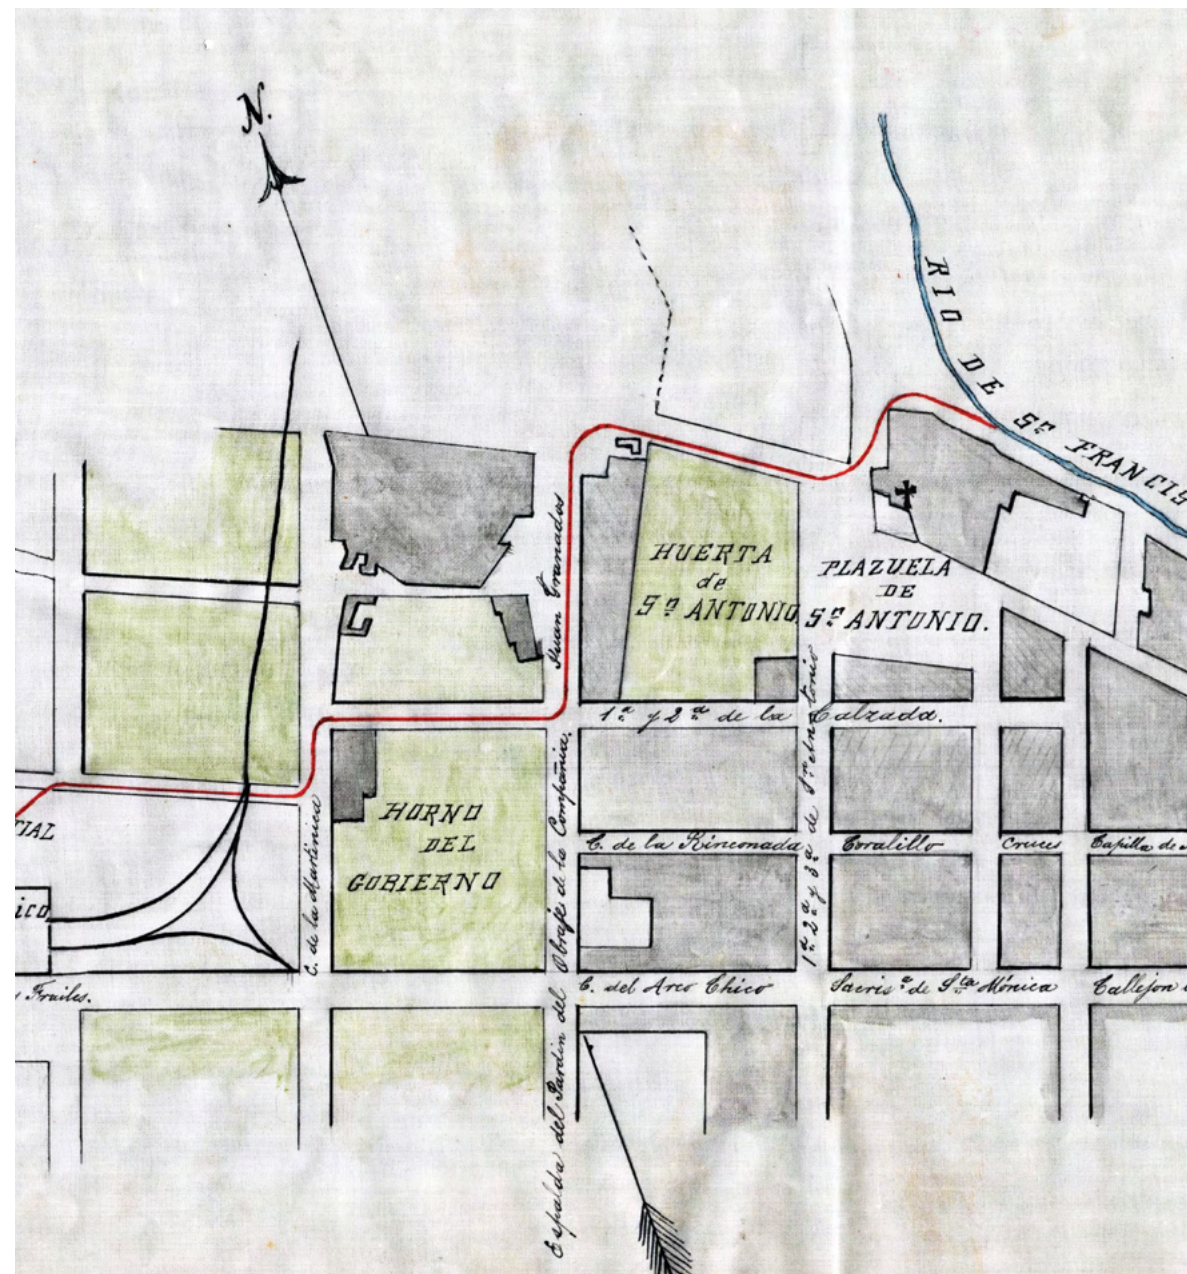 N.
RIO DE Sⁿ FRANCIS
Juan Granados
HUERTA
de
Sⁿ ANTONIO
PLAZUELA
DE
Sⁿ ANTONIO.
1ª y 2ª de la Calzada.
1ª 2ª y 3ª de Sⁿ Antonio
HORNO
DEL
GOBIERNO
C. de la Martinica
Espalda del Jardin del Obraje de la Compañia.
C. de la Rinconada
Coralillo
Cruces
Capilla de
CIAL
ico
s Frailes.
C. del Arco Chico
Sacrisª de Sta Mónica
Callejon